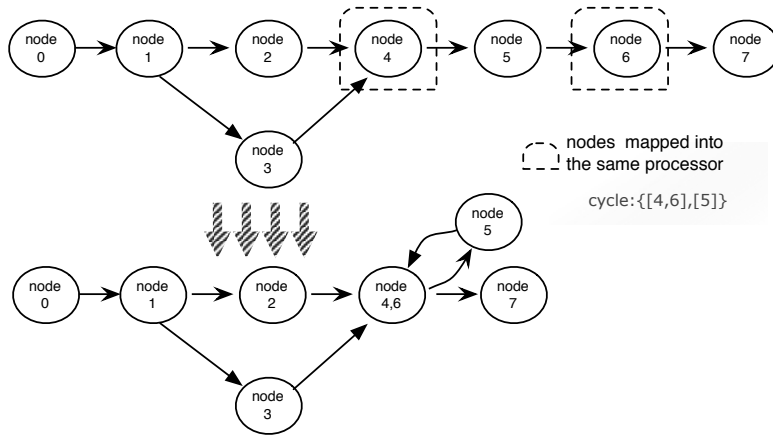 node
0
node
1
node
2
node
4
node
5
node
6
node
7
node
3
nodes mapped into
the same processor
cycle:{[4,6],[5]}
node
5
node
0
node
1
node
2
node
4,6
node
7
node
3